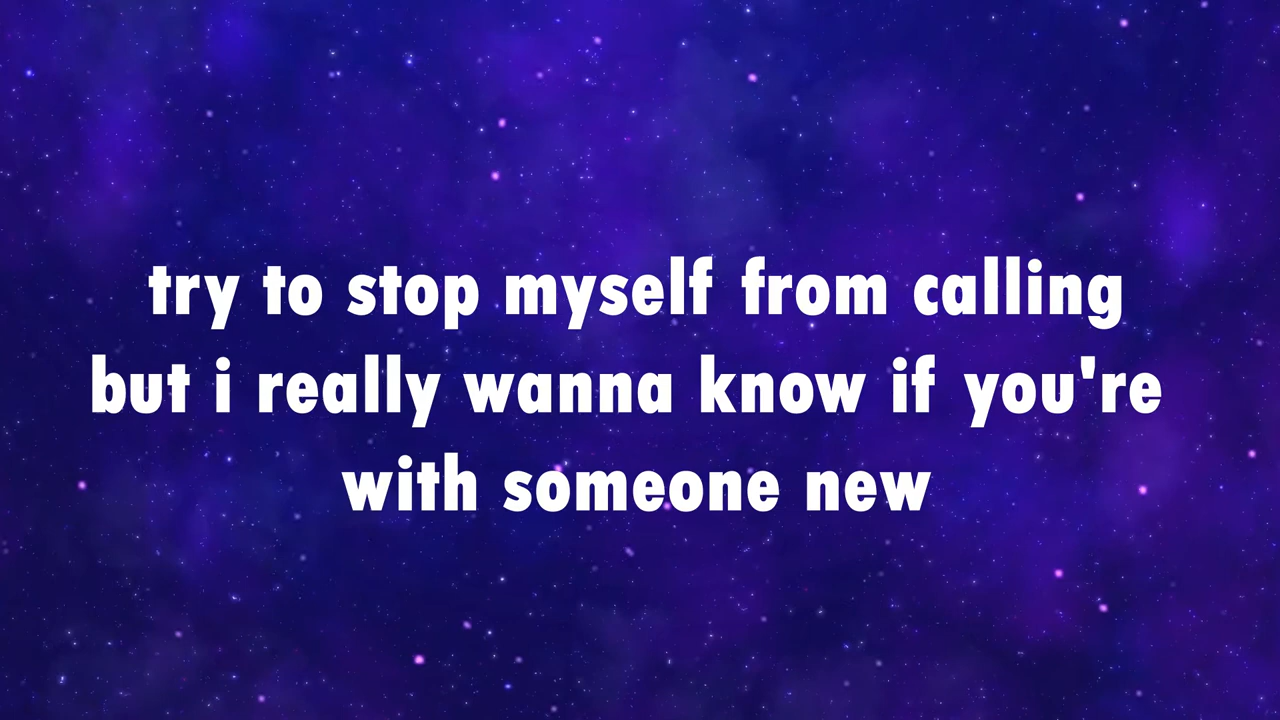 try to stop myself from calling
but i really wanna know if you're
with someone new